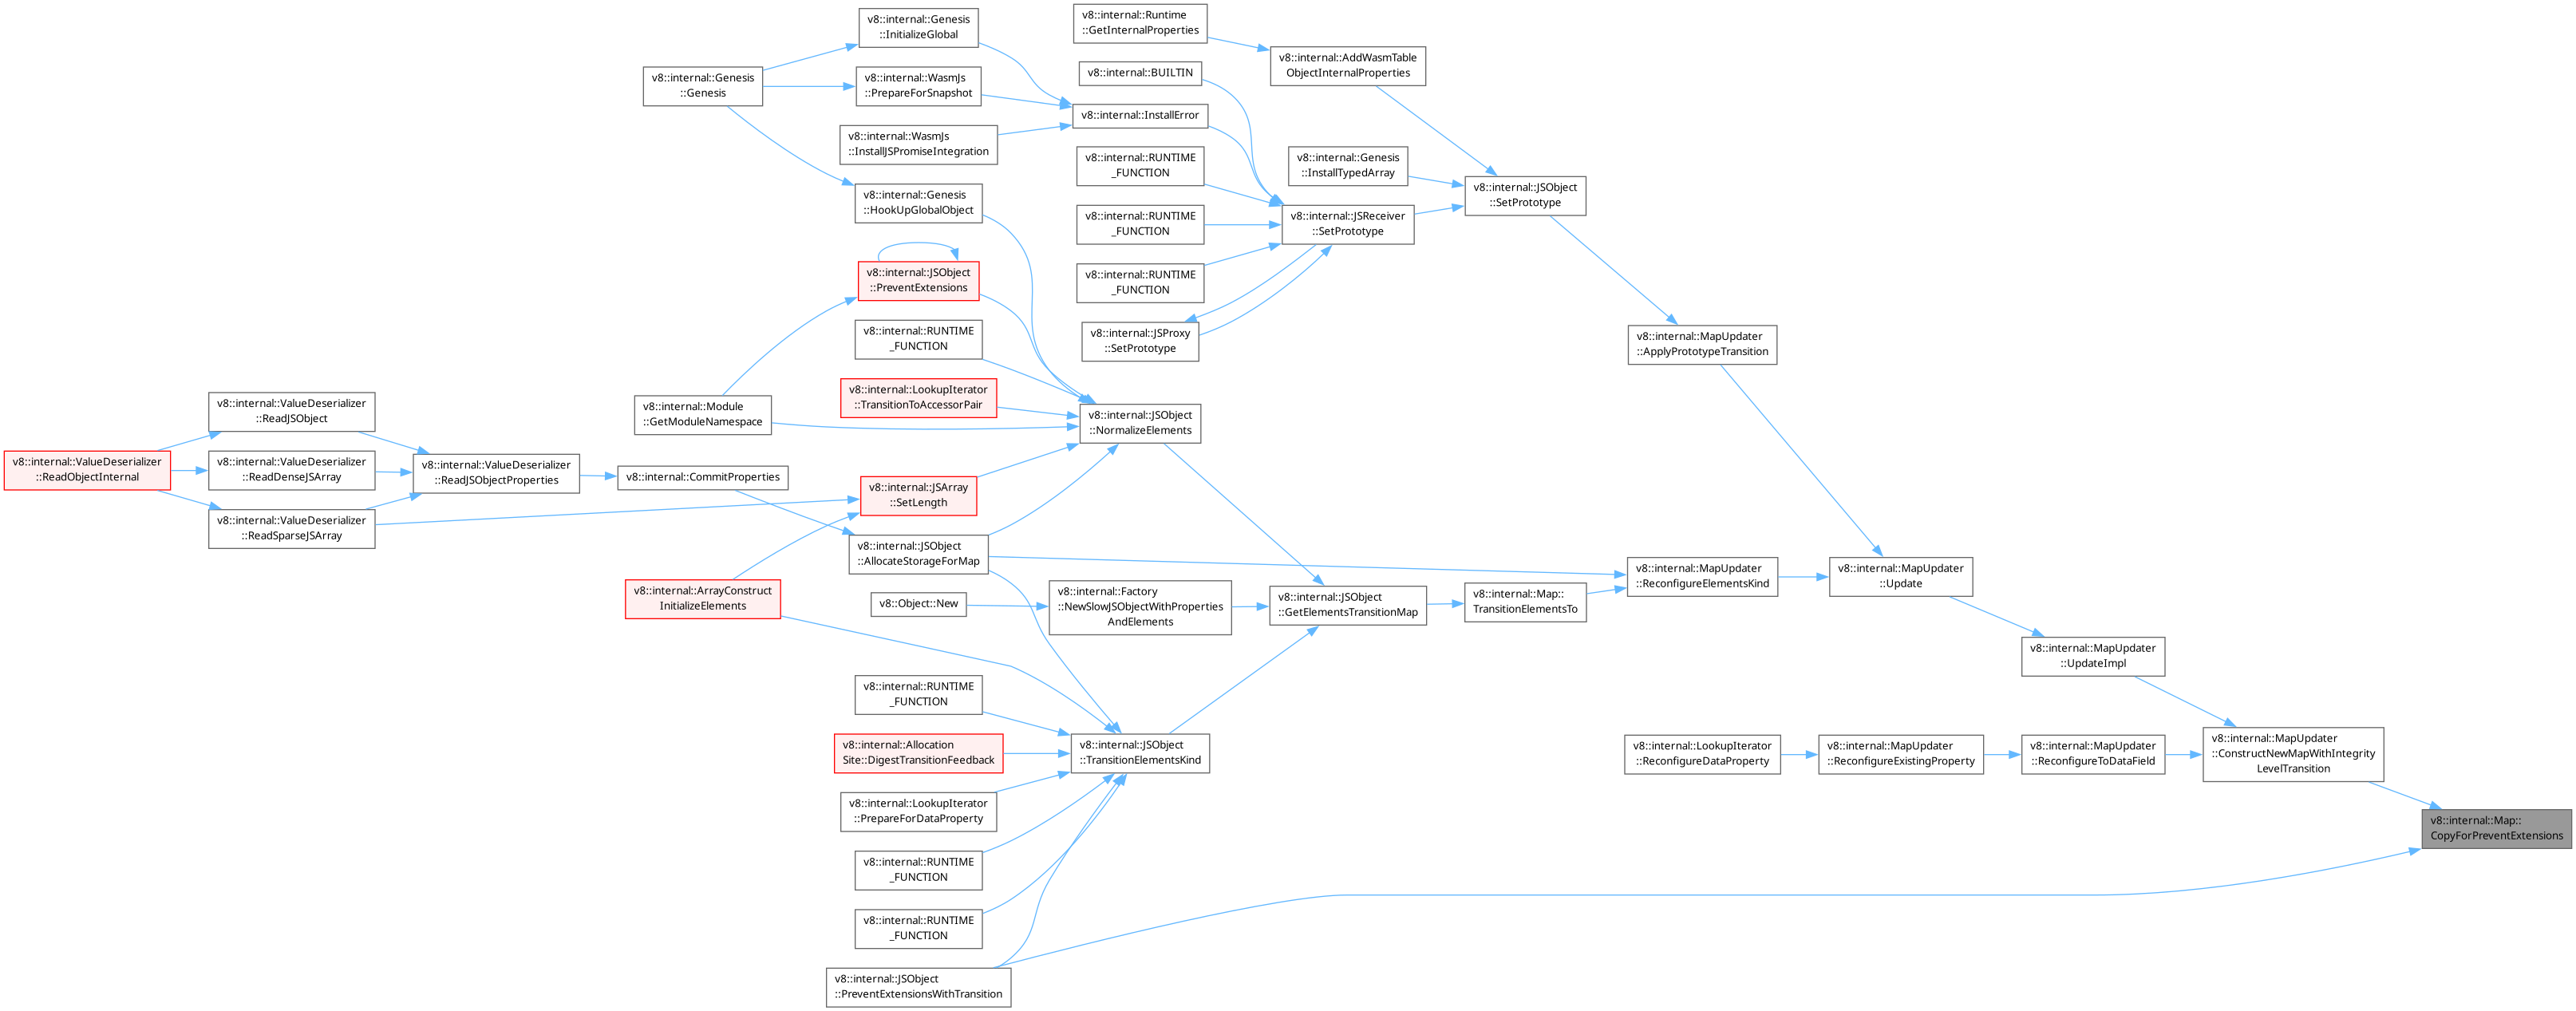 v8::internal::Genesis
::InitializeGlobal
v8::internal::Runtime
::GetInternalProperties
v8::internal::AddWasmTable
ObjectInternalProperties
v8::internal::Genesis
::Genesis
v8::internal::WasmJs
::PrepareForSnapshot
v8::internal::BUILTIN
v8::internal::InstallError
v8::internal::WasmJs
::InstallJSPromiseIntegration
v8::internal::RUNTIME
_FUNCTION
v8::internal::Genesis
::InstallTypedArray
v8::internal::JSObject
::SetPrototype
v8::internal::Genesis
::HookUpGlobalObject
v8::internal::RUNTIME
_FUNCTION
v8::internal::JSReceiver
::SetPrototype
v8::internal::JSObject
::PreventExtensions
v8::internal::RUNTIME
_FUNCTION
v8::internal::RUNTIME
_FUNCTION
v8::internal::JSProxy
::SetPrototype
v8::internal::MapUpdater
::ApplyPrototypeTransition
v8::internal::LookupIterator
::TransitionToAccessorPair
v8::internal::Module
::GetModuleNamespace
v8::internal::JSObject
::NormalizeElements
v8::internal::ValueDeserializer
::ReadJSObject
v8::internal::ValueDeserializer
::ReadObjectInternal
v8::internal::ValueDeserializer
::ReadDenseJSArray
v8::internal::ValueDeserializer
::ReadJSObjectProperties
v8::internal::CommitProperties
v8::internal::JSArray
::SetLength
v8::internal::ValueDeserializer
::ReadSparseJSArray
v8::internal::JSObject
::AllocateStorageForMap
v8::internal::ArrayConstruct
InitializeElements
v8::Object::New
v8::internal::Factory
::NewSlowJSObjectWithProperties
AndElements
v8::internal::JSObject
::GetElementsTransitionMap
v8::internal::Map::
TransitionElementsTo
v8::internal::MapUpdater
::ReconfigureElementsKind
v8::internal::MapUpdater
::Update
v8::internal::MapUpdater
::UpdateImpl
v8::internal::RUNTIME
_FUNCTION
v8::internal::Allocation
Site::DigestTransitionFeedback
v8::internal::JSObject
::TransitionElementsKind
v8::internal::LookupIterator
::ReconfigureDataProperty
v8::internal::MapUpdater
::ReconfigureExistingProperty
v8::internal::MapUpdater
::ReconfigureToDataField
v8::internal::MapUpdater
::ConstructNewMapWithIntegrity
LevelTransition
v8::internal::LookupIterator
::PrepareForDataProperty
v8::internal::Map::
CopyForPreventExtensions
v8::internal::RUNTIME
_FUNCTION
v8::internal::RUNTIME
_FUNCTION
v8::internal::JSObject
::PreventExtensionsWithTransition